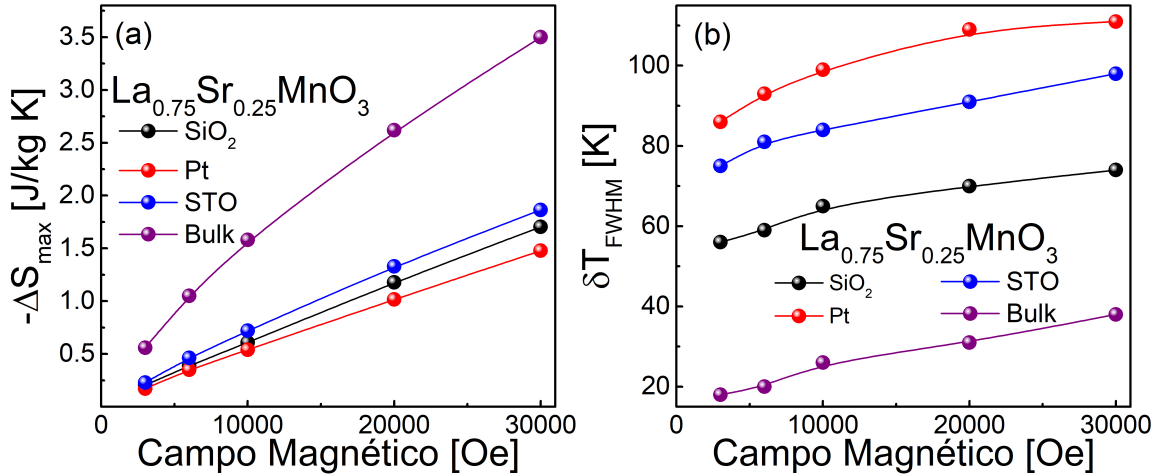 (a)
La0.75Sr0.25MnO3
SiO2
Pt
STO
Bulk
3.5
3.0
2.5
2.0
1.5
1.0
0.5
-ΔSmax [J/kg K]
0 10000 20000 30000
Campo Magnético [Oe]
(b)
100
80
60
40
20
δTFWHM [K]
La0.75Sr0.25MnO3
SiO2 STO
Pt Bulk
0 10000 20000 30000
Campo Magnético [Oe]